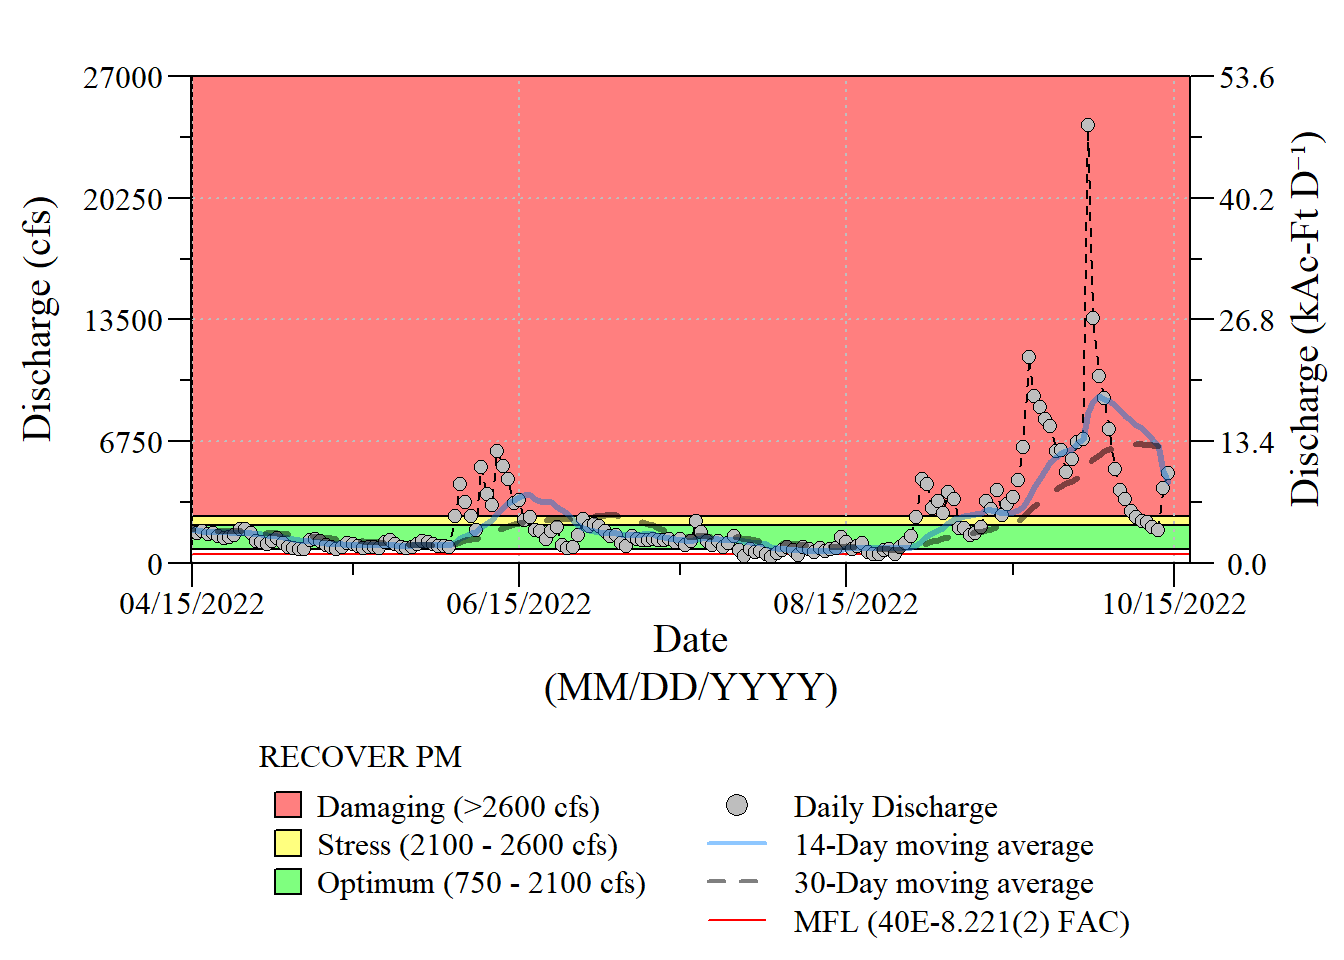 27000
20250
13500
6750
0
Discharge (cfs)
53.6
40.2
26.8
13.4
0.0
Discharge (kAc-Ft D⁻¹)
04/15/2022
06/15/2022
08/15/2022
10/15/2022
Date
(MM/DD/YYYY)
RECOVER PM
Damaging (>2600 cfs)
Stress (2100 - 2600 cfs)
Optimum (750 - 2100 cfs)
Daily Discharge
14-Day moving average
30-Day moving average
MFL (40E-8.221(2) FAC)